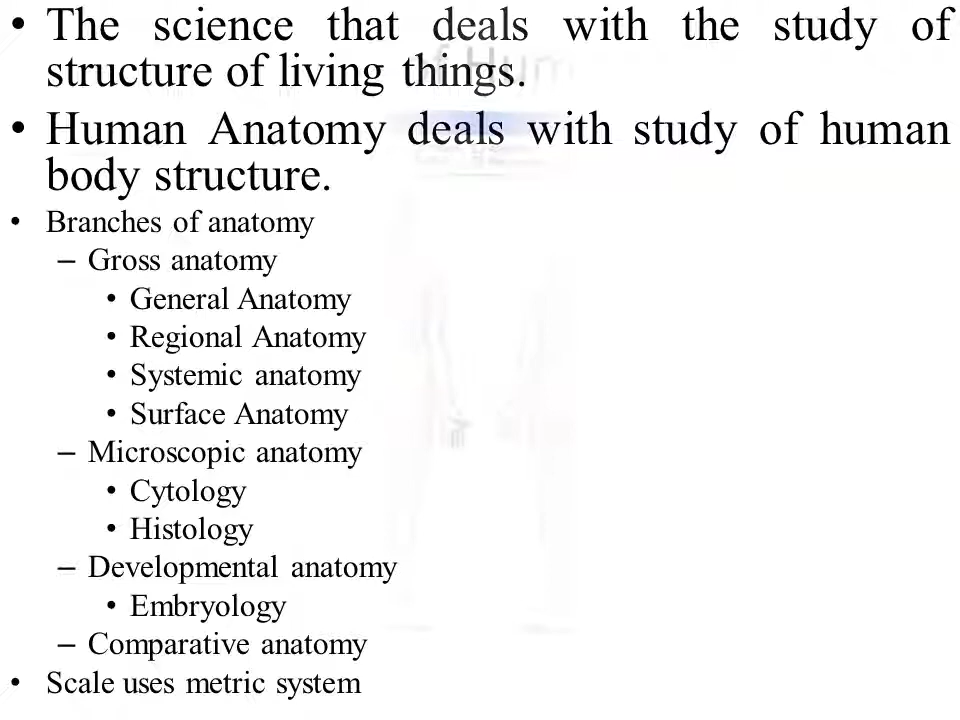 • The science that deals with the study of
structure of living things.
• Human Anatomy deals with study of human
body structure.
• Branches of anatomy
– Gross anatomy
• General Anatomy
• Regional Anatomy
• Systemic anatomy
• Surface Anatomy
– Microscopic anatomy
• Cytology
• Histology
– Developmental anatomy
• Embryology
– Comparative anatomy
• Scale uses metric system